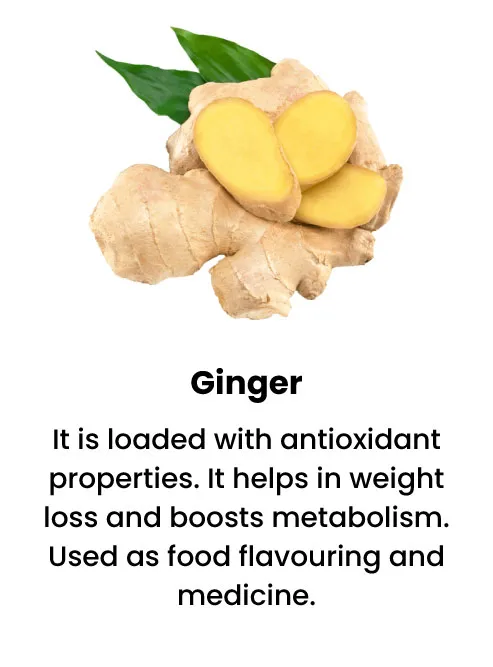 Ginger
It is loaded with antioxidant
properties. It helps in weight
loss and boosts metabolism.
Used as food flavouring and
medicine.